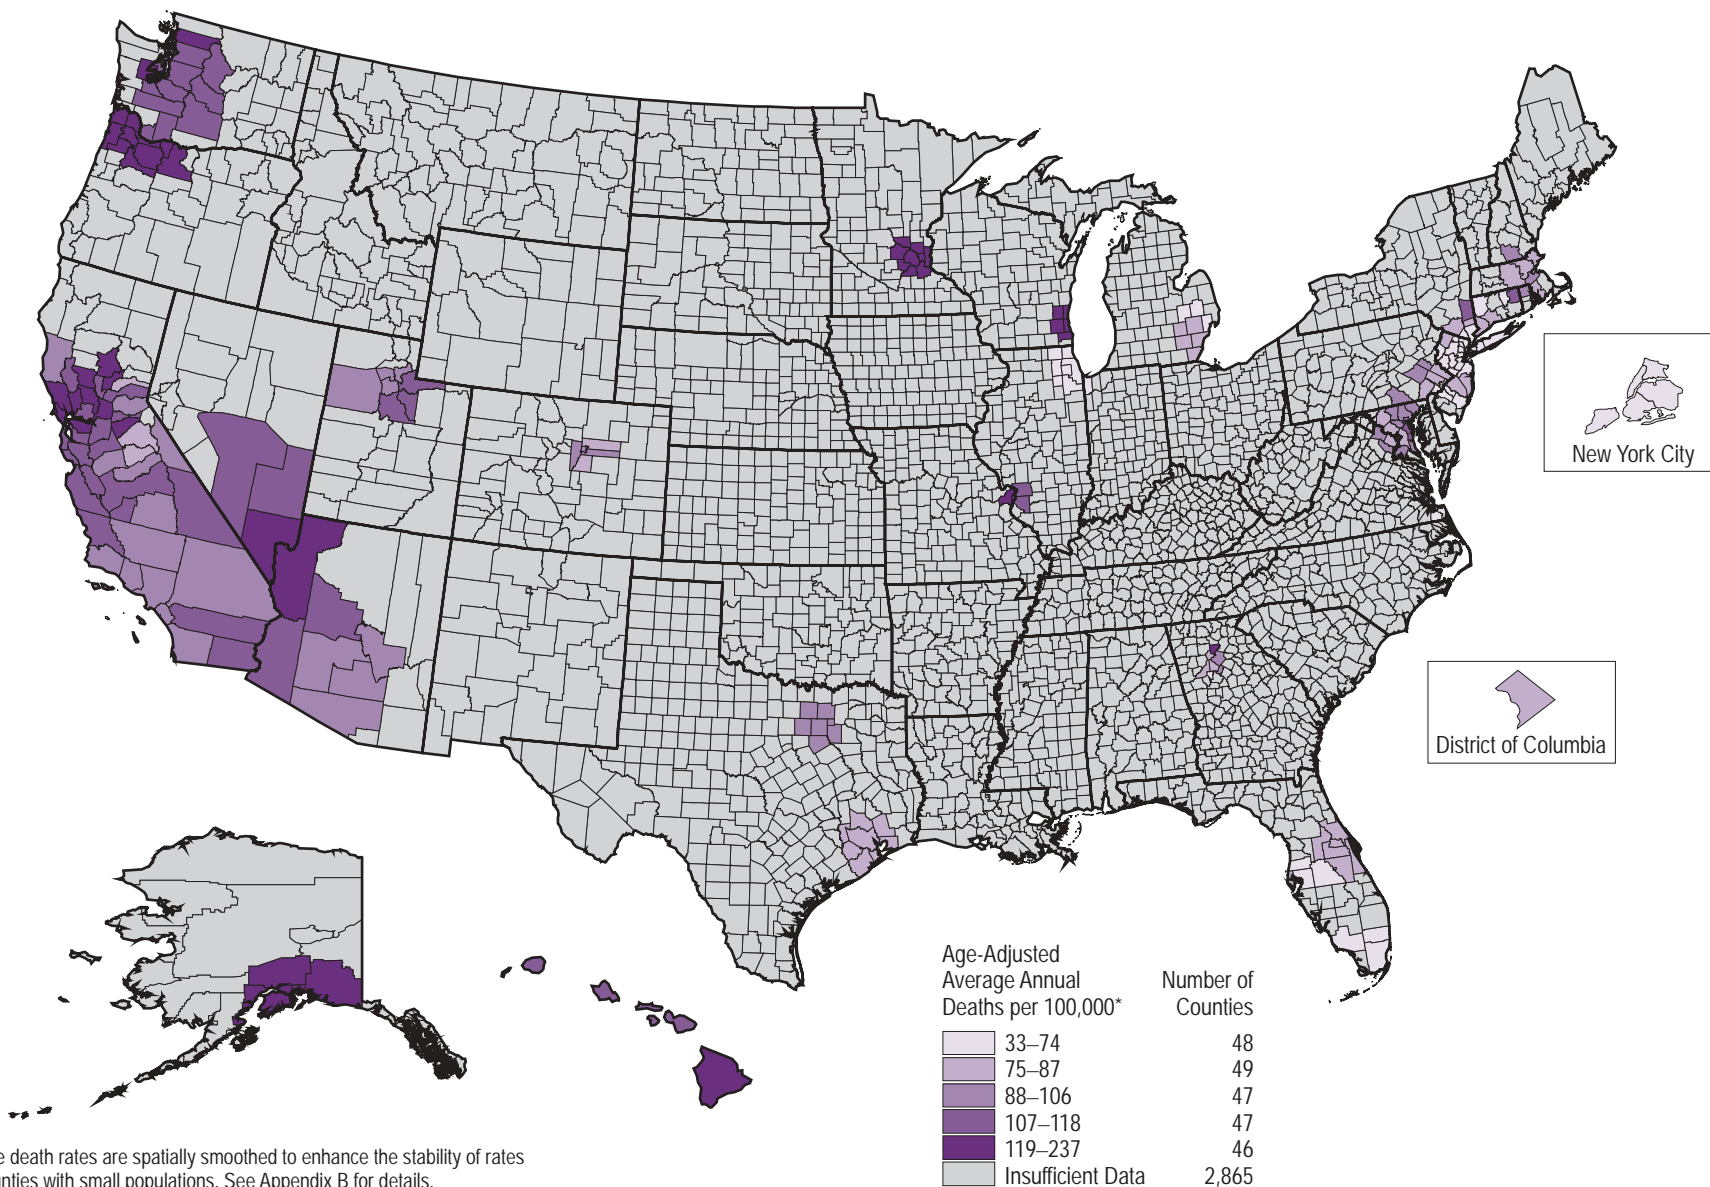 New York City
District of Columbia
Age-Adjusted
Average Annual Number of
Deaths per 100,000* Counties
33–74 48
75–87 49
88–106 47
107–118 47
119–237 46
Insufficient Data 2,865
death rates are spatially smoothed to enhance the stability of rates
with small populations. See Appendix B for details.